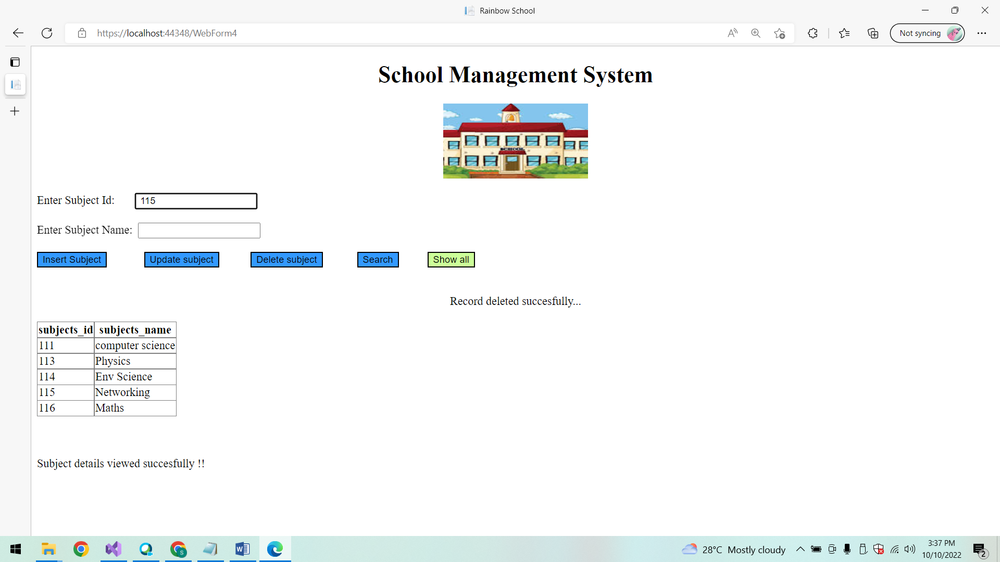 Rainbow School
https://localhost:44348/WebForm4
Not syncing
School Management System
SCHOOL
Enter Subject Id: 115
Enter Subject Name:
Insert Subject Update subject Delete subject Search Show all
Record deleted succesfully...
subjects_id subjects_name
111 computer science
113 Physics
114 Env Science
115 Networking
116 Maths
Subject details viewed succesfully !!
28°C Mostly cloudy
3:37 PM
10/10/2022
2